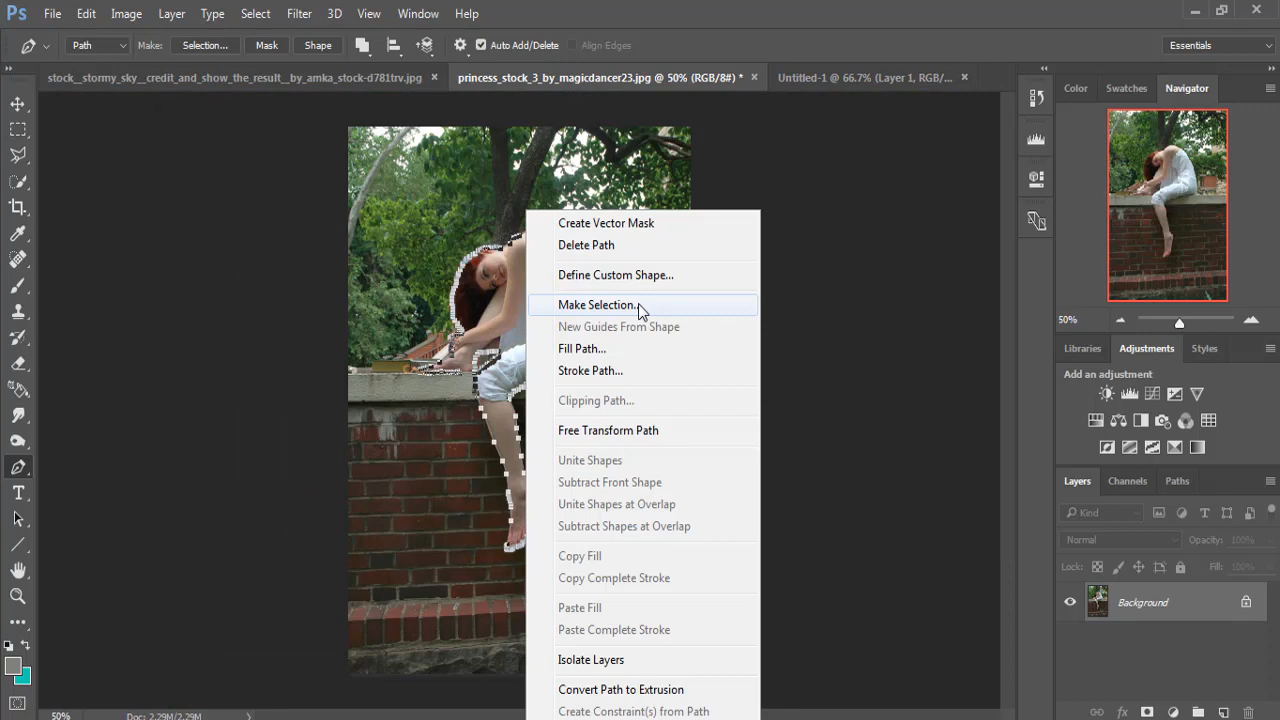 Ps File Edit Image Layer Type Select Filter 3D View Window Help
Path Make: Selection... Mask Shape Auto Add/Delete Align Edges Essentials
stock__stormy_sky__credit_and_show_the_result__by_amka_stock-d781trv.jpg × princess_stock_3_by_magicdancer23.jpg @ 50% (RGB/8#) * × Untitled-1 @ 66.7% (Layer 1, RGB/... ×
Color Swatches Navigator
50%
Libraries Adjustments Styles
Add an adjustment
Layers Channels Paths
Kind
Normal Opacity: 100%
Lock: Fill: 100%
Background
Create Vector Mask
Delete Path
Define Custom Shape...
Make Selection...
New Guides From Shape
Fill Path...
Stroke Path...
Clipping Path...
Free Transform Path
Unite Shapes
Subtract Front Shape
Unite Shapes at Overlap
Subtract Shapes at Overlap
Copy Fill
Copy Complete Stroke
Paste Fill
Paste Complete Stroke
Isolate Layers
Convert Path to Extrusion
Create Constraint(s) from Path
50% Doc: 2.29M/2.29M